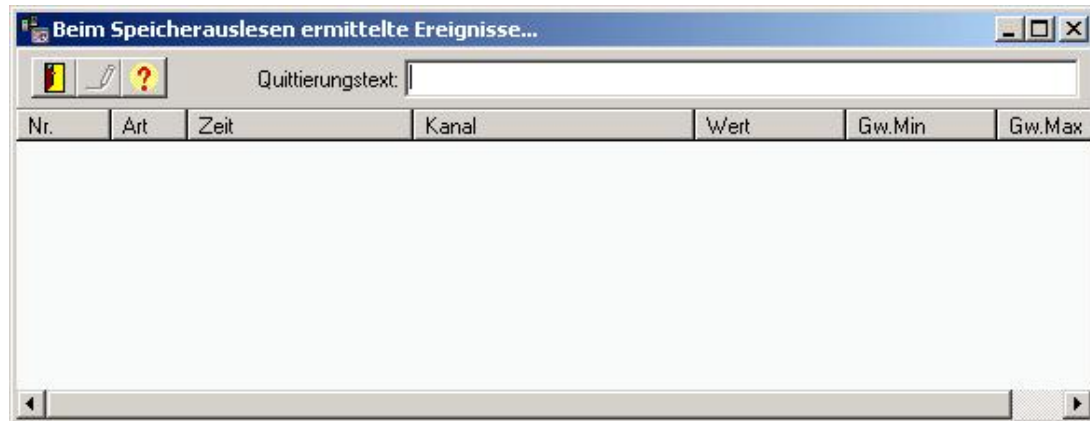 Beim Speicherauslesen ermittelte Ereignisse...
Quittierungstext:
Nr. Art Zeit Kanal Wert Gw.Min Gw.Max